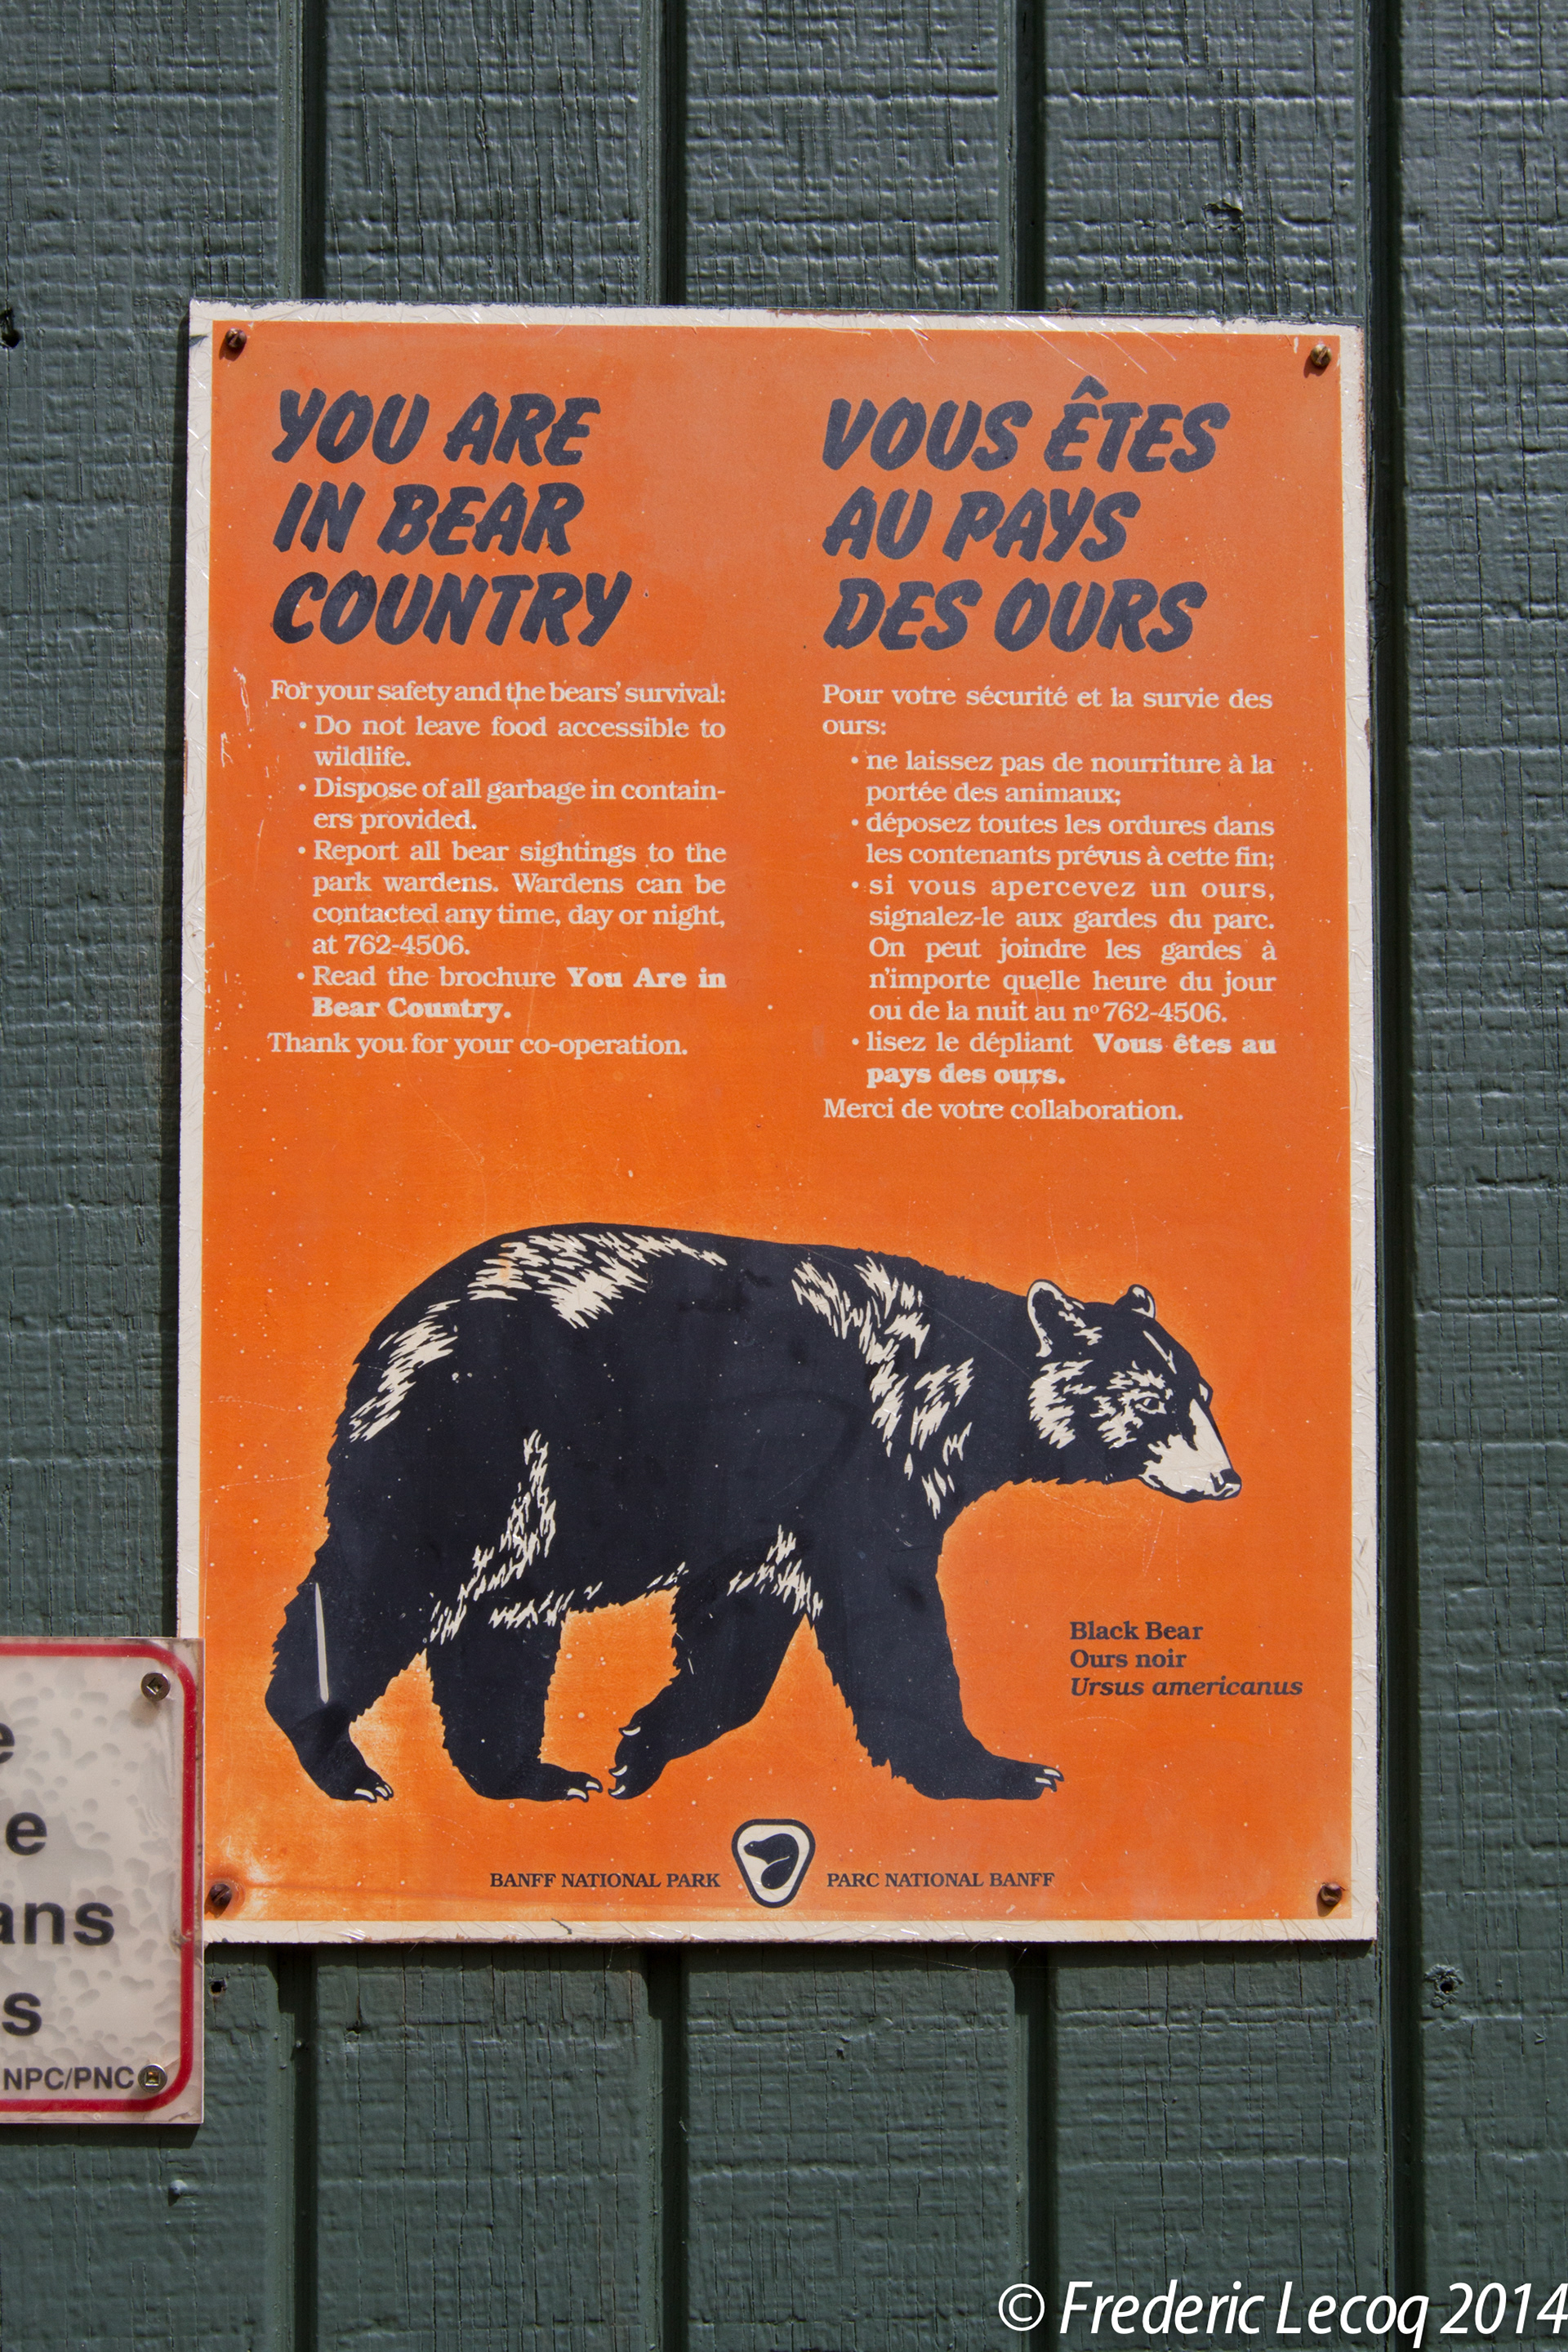 YOU ARE
IN BEAR
COUNTRY
For your safety and the bears' survival:
• Do not leave food accessible to
wildlife.
• Dispose of all garbage in contain-
ers provided.
• Report all bear sightings to the
park wardens. Wardens can be
contacted any time, day or night,
at 762-4506.
• Read the brochure You Are in
Bear Country.
Thank you for your co-operation.
VOUS ÊTES
AU PAYS
DES OURS
Pour votre sécurité et la survie des
ours:
• ne laissez pas de nourriture à la
portée des animaux;
• déposez toutes les ordures dans
les contenants prévus à cette fin;
• si vous apercevez un ours,
signalez-le aux gardes du parc.
On peut joindre les gardes à
n'importe quelle heure du jour
ou de la nuit au nº 762-4506.
• lisez le dépliant Vous êtes au
pays des ours.
Merci de votre collaboration.
Black Bear
Ours noir
Ursus americanus
BANFF NATIONAL PARK
PARC NATIONAL BANFF
e
e
ans
s
NPC/PNC
© Frederic Lecoq 2014